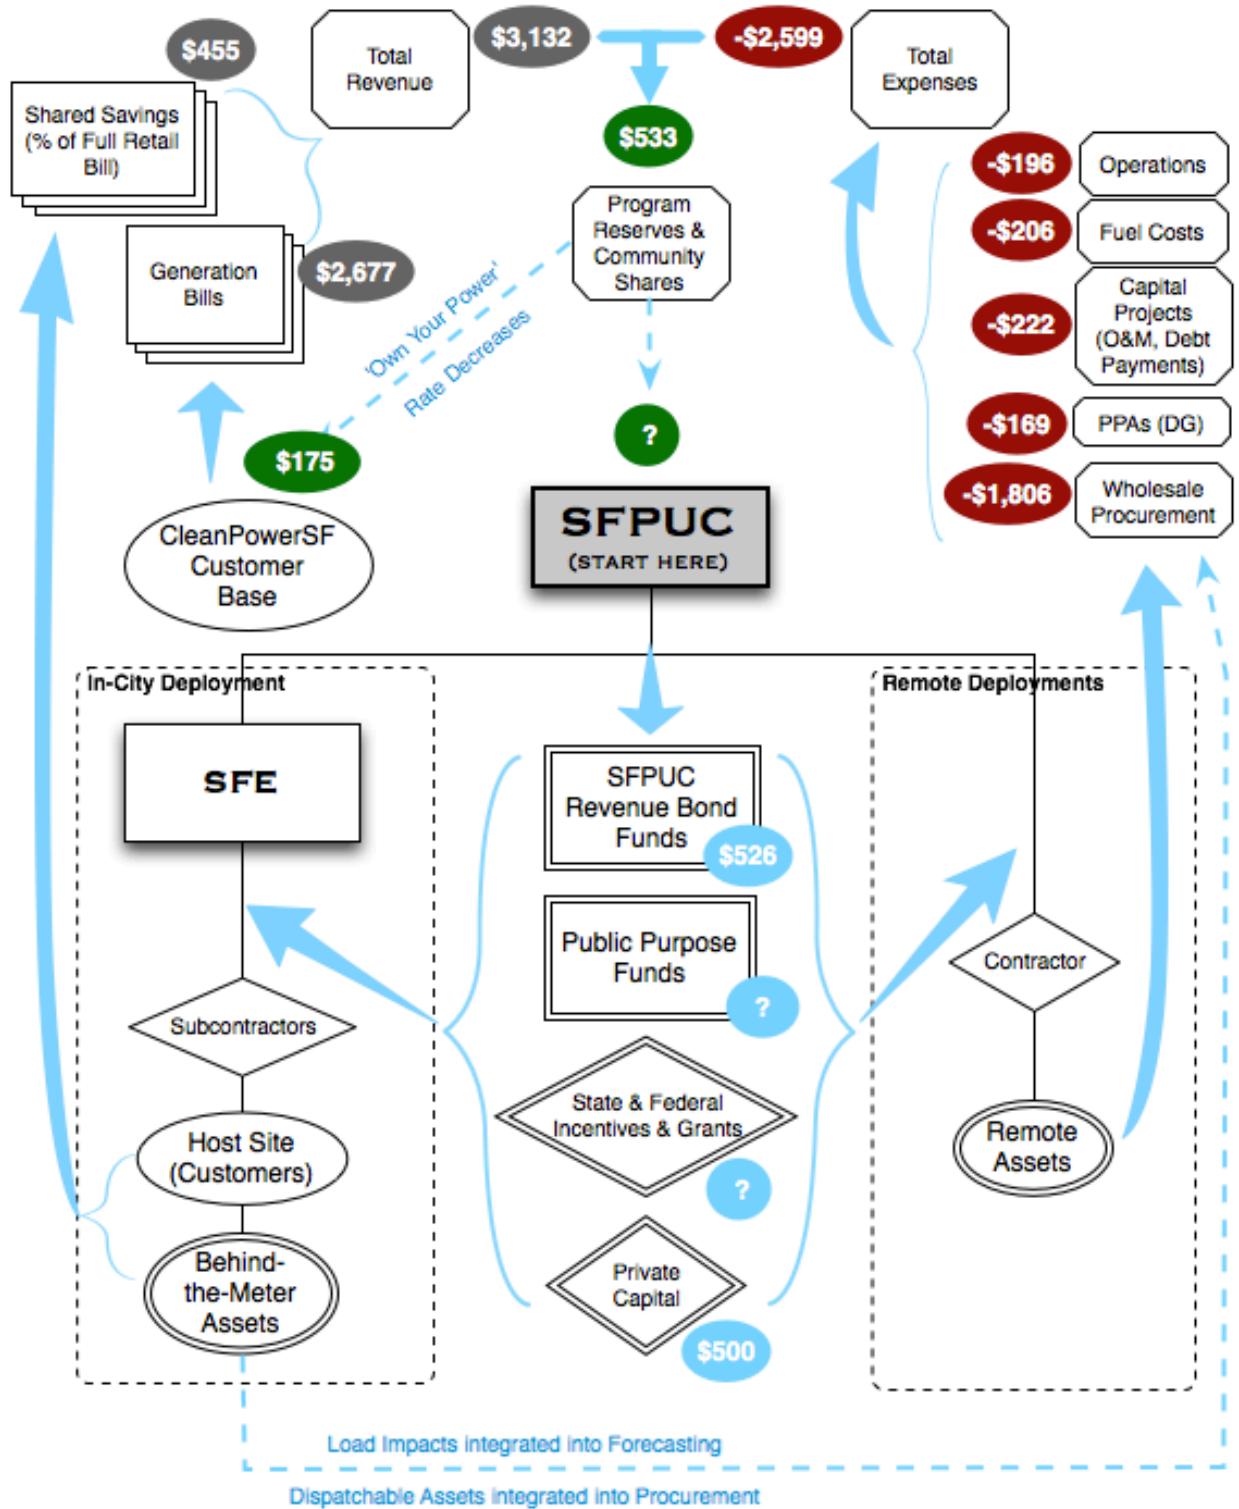 $455
Total
Revenue
$3,132
-$2,599
Total
Expenses
Shared Savings
(% of Full Retail
Bill)
$533
-$196
Operations
Program
Reserves &
Community
Shares
-$206
Fuel Costs
Generation
Bills
$2,677
'Own Your Power'
Rate Decreases
-$222
Capital
Projects
(O&M, Debt
Payments)
-$169
PPAs (DG)
?
$175
-$1,806
Wholesale
Procurement
CleanPowerSF
Customer
Base
SFPUC
(START HERE)
In-City Deployment
Remote Deployments
SFE
SFPUC
Revenue Bond
Funds
$526
Public Purpose
Funds
?
Contractor
Subcontractors
State & Federal
Incentives & Grants
?
Host Site
(Customers)
Remote
Assets
Behind-
the-Meter
Assets
Private
Capital
$500
Load Impacts integrated into Forecasting
Dispatchable Assets integrated into Procurement